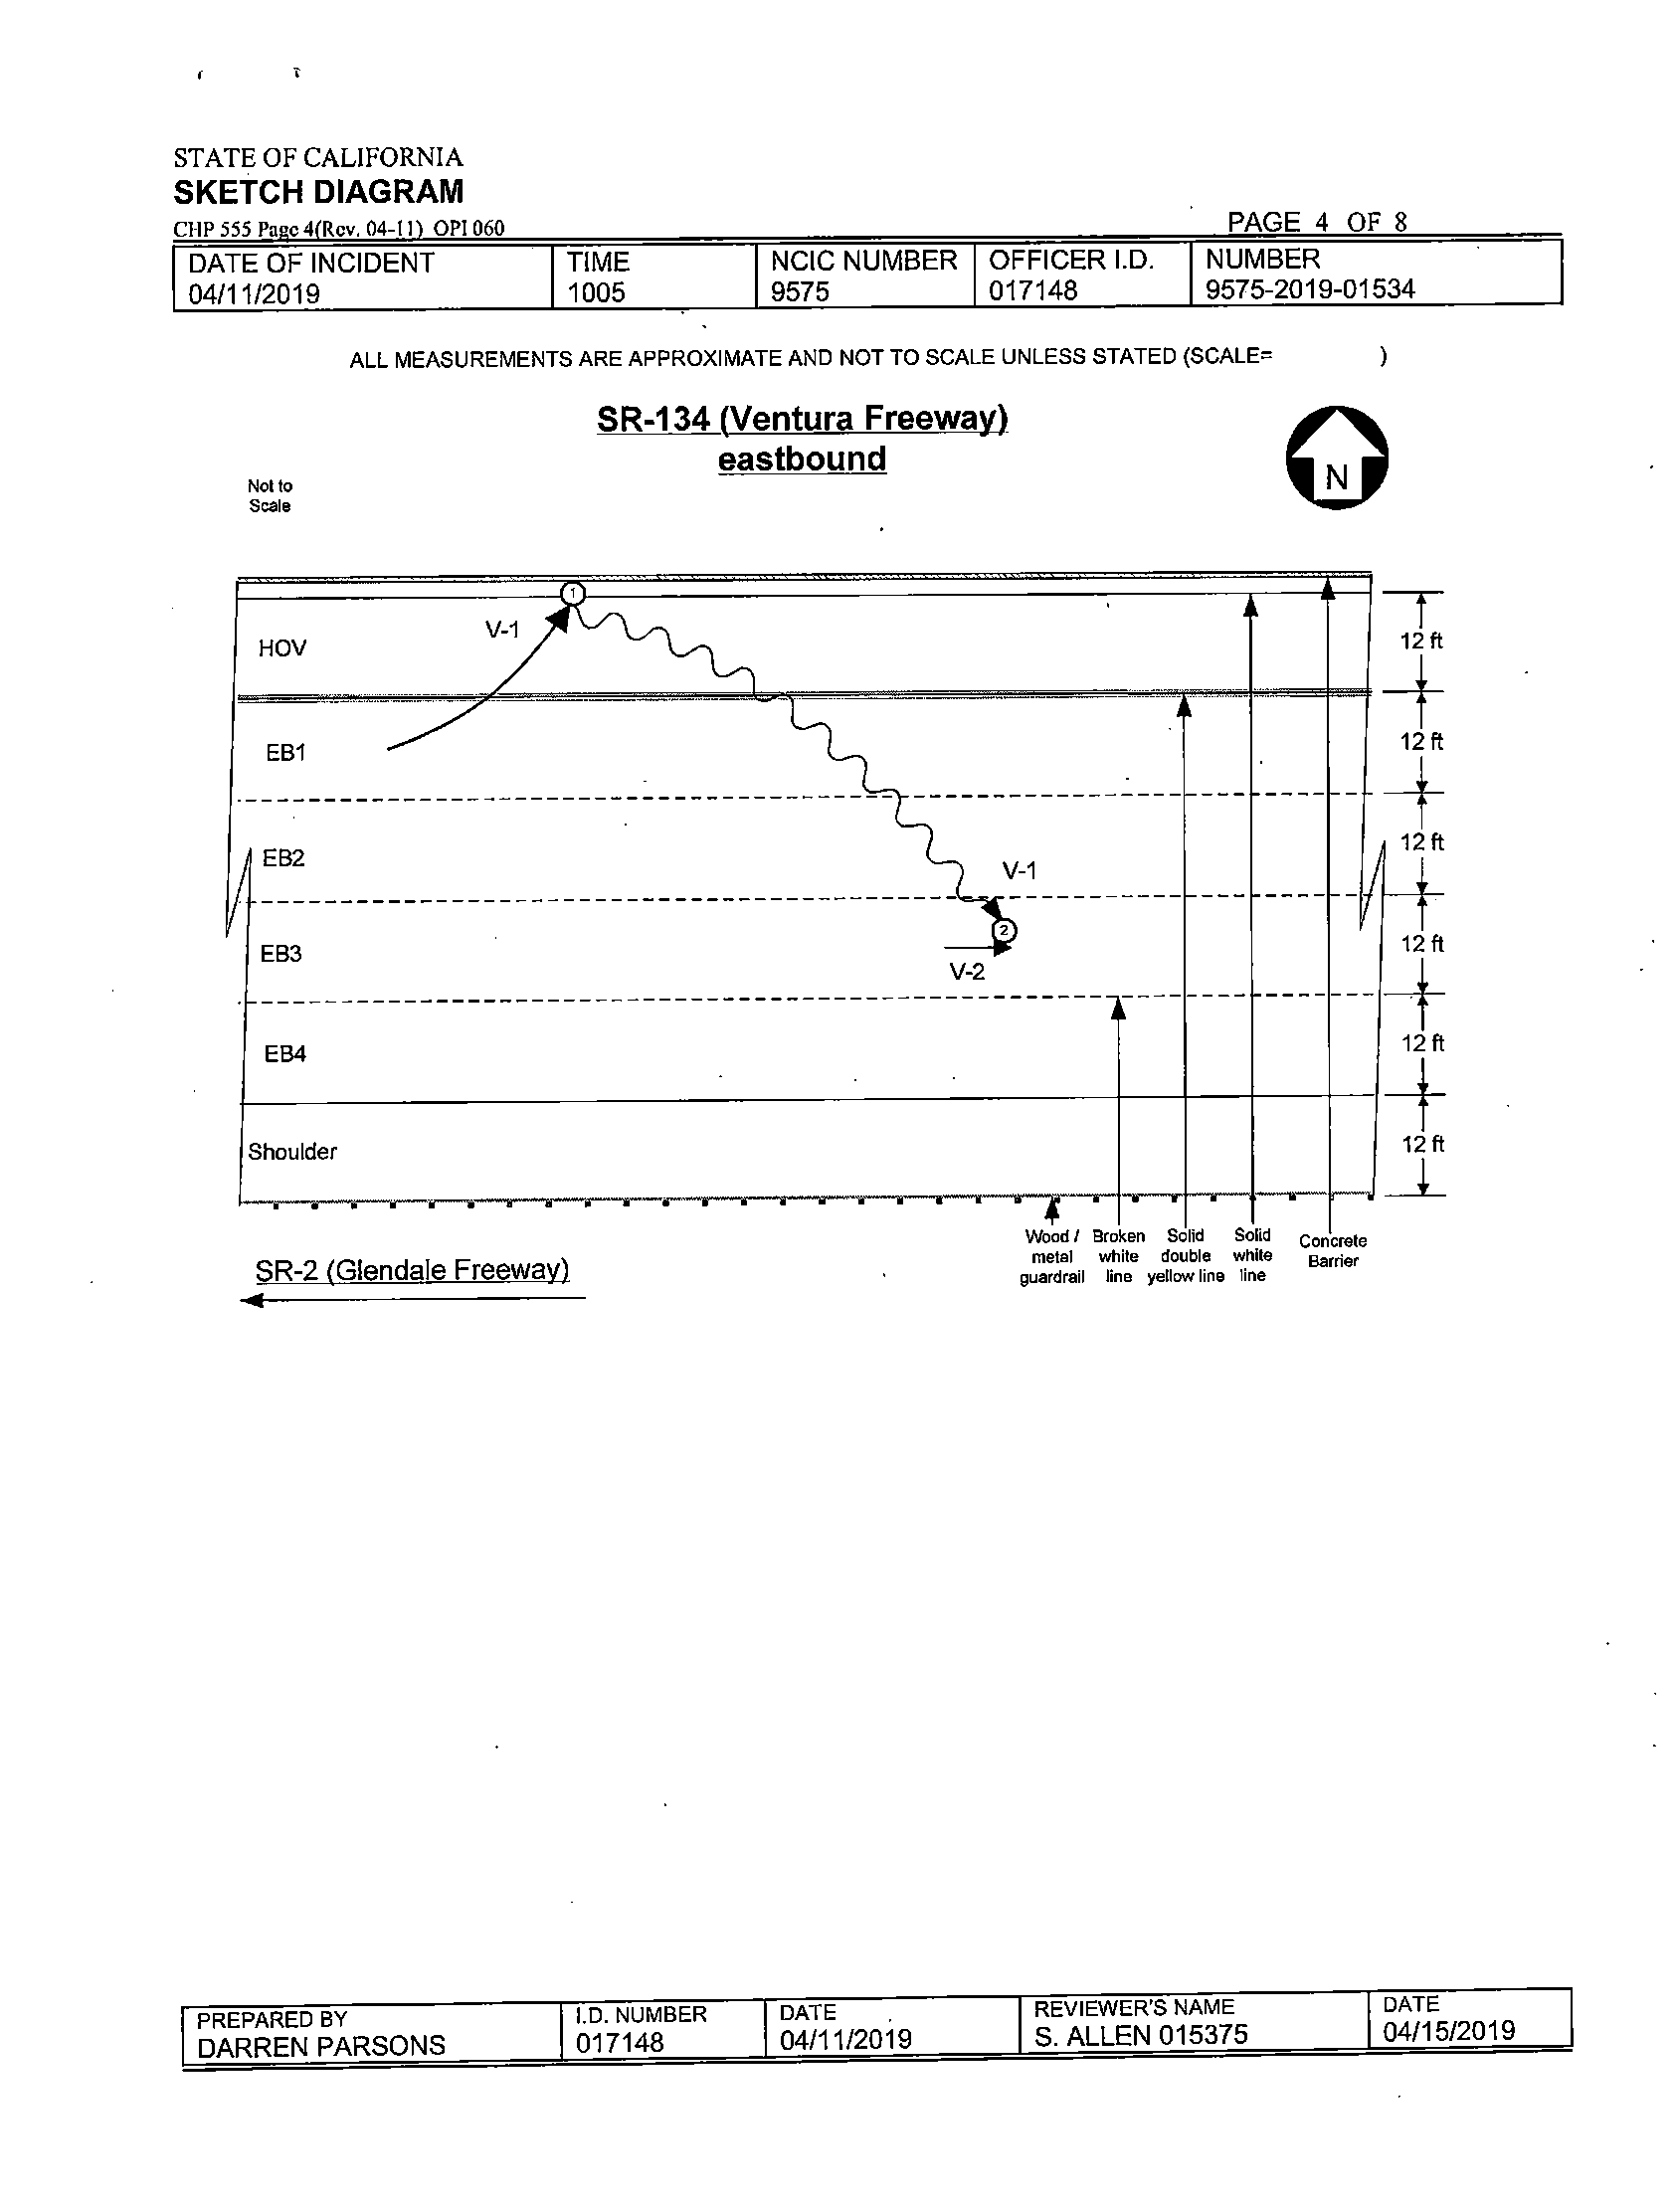 STATE OF CALIFORNIA
SKETCH DIAGRAM
CHP 555 Page 4(Rev. 04-11) OPI 060
PAGE 4 OF 8
DATE OF INCIDENT TIME NCIC NUMBER OFFICER I.D. NUMBER
04/11/2019 1005 9575 017148 9575-2019-01534
ALL MEASUREMENTS ARE APPROXIMATE AND NOT TO SCALE UNLESS STATED (SCALE= )
SR-134 (Ventura Freeway)
eastbound
N
Not to
Scale
1
V-1
HOV
12 ft
EB1
12 ft
EB2
V-1
12 ft
2
EB3
V-2
12 ft
EB4
12 ft
Shoulder
12 ft
Wood / metal guardrail
Broken white line
Solid double yellow line
Solid white line
Concrete Barrier
SR-2 (Glendale Freeway)
PREPARED BY I.D. NUMBER DATE REVIEWER'S NAME DATE
DARREN PARSONS 017148 04/11/2019 S. ALLEN 015375 04/15/2019